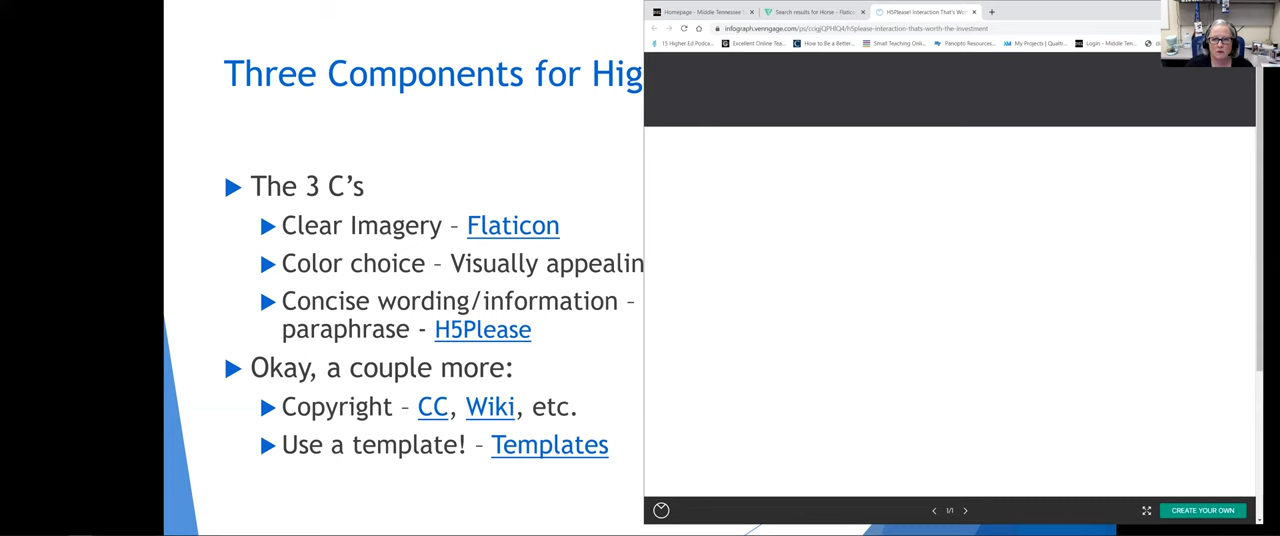 Three Components for Hig
The 3 C's
Clear Imagery – Flaticon
Color choice – Visually appealin
Concise wording/information –
paraphrase - H5Please
Okay, a couple more:
Copyright – CC, Wiki, etc.
Use a template! – Templates
Homepage - Middle Tennessee
Search results for Horse - Flatic
H5Please! Interaction That's Wo
infograph.venngage.com/ps/ccigjQPHlQ4/h5please-interaction-thats-worth-the-investment
15 Higher Ed Podca...
Excellent Online Tea...
How to Be a Better...
Small Teaching Onli...
Panopto Resources
My Projects | Qualtr...
Login - Middle Ten...
1/1
CREATE YOUR OWN